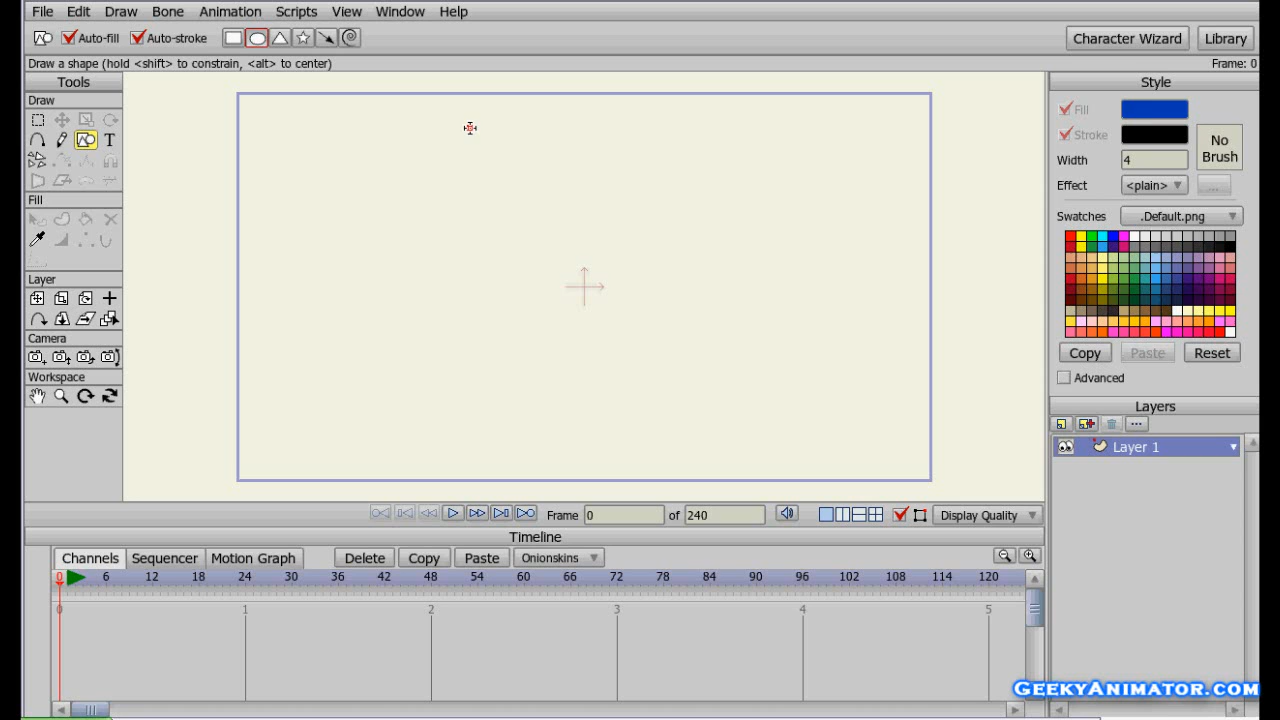 File Edit Draw Bone Animation Scripts View Window Help
Auto-fill Auto-stroke Character Wizard Library
Draw a shape (hold <shift> to constrain, <alt> to center) Frame: 0
Tools Style
Draw
Fill
Stroke
No Brush
Width 4
Effect <plain> ...
Swatches .Default.png
T
Fill
Layer
Camera
Workspace
Copy Paste Reset
Advanced
Layers
Layer 1
Frame 0 of 240 Display Quality
Timeline
Channels Sequencer Motion Graph Delete Copy Paste Onionskins
0 6 12 18 24 30 36 42 48 54 60 66 72 78 84 90 96 102 108 114 120
0 1 2 3 4 5
GeekyAnimator.com